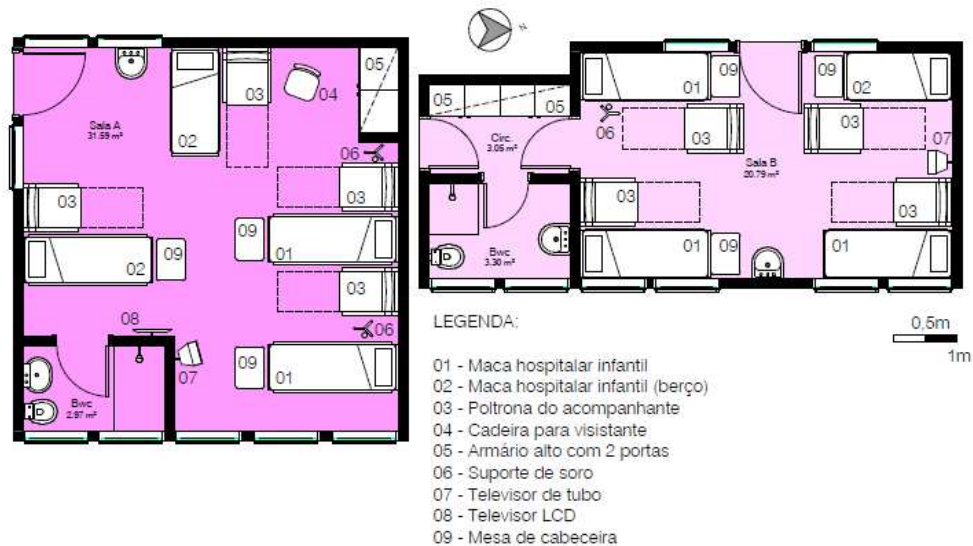 N
05
03
04
02
Sala A
31.59 m²
06
03
03
09
01
02
09
03
08
06
09
01
07
Bwc
2.97 m²
05
05
Circ.
3.05 m²
Bwc
3.30 m²
01
09
09
02
06
03
03
07
Sala B
20.79 m²
03
03
01
09
01
0,5m
1m
LEGENDA:
01 - Maca hospitalar infantil
02 - Maca hospitalar infantil (berço)
03 - Poltrona do acompanhante
04 - Cadeira para visistante
05 - Armário alto com 2 portas
06 - Suporte de soro
07 - Televisor de tubo
08 - Televisor LCD
09 - Mesa de cabeceira